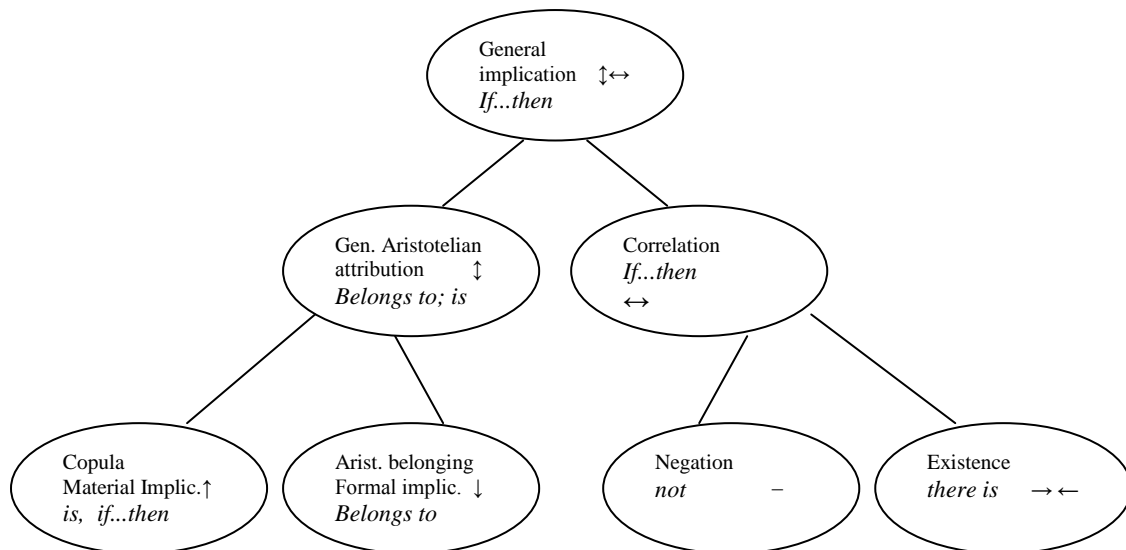 General
implication ↕↔
If...then
Gen. Aristotelian
attribution ↕
Belongs to; is
Correlation
If...then
↔
Copula
Material Implic.↑
is, if...then
Arist. belonging
Formal implic. ↓
Belongs to
Negation
not –
Existence
there is →←